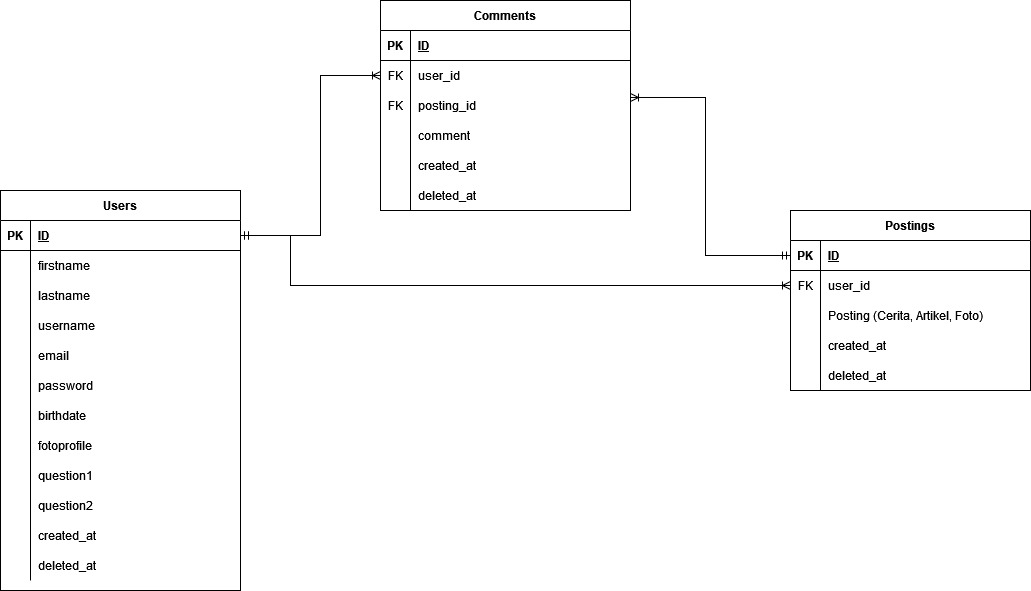 Comments
PK ID
FK user_id
FK posting_id
comment
created_at
deleted_at
Users
PK ID
firstname
lastname
username
email
password
birthdate
fotoprofile
question1
question2
created_at
deleted_at
Postings
PK ID
FK user_id
Posting (Cerita, Artikel, Foto)
created_at
deleted_at